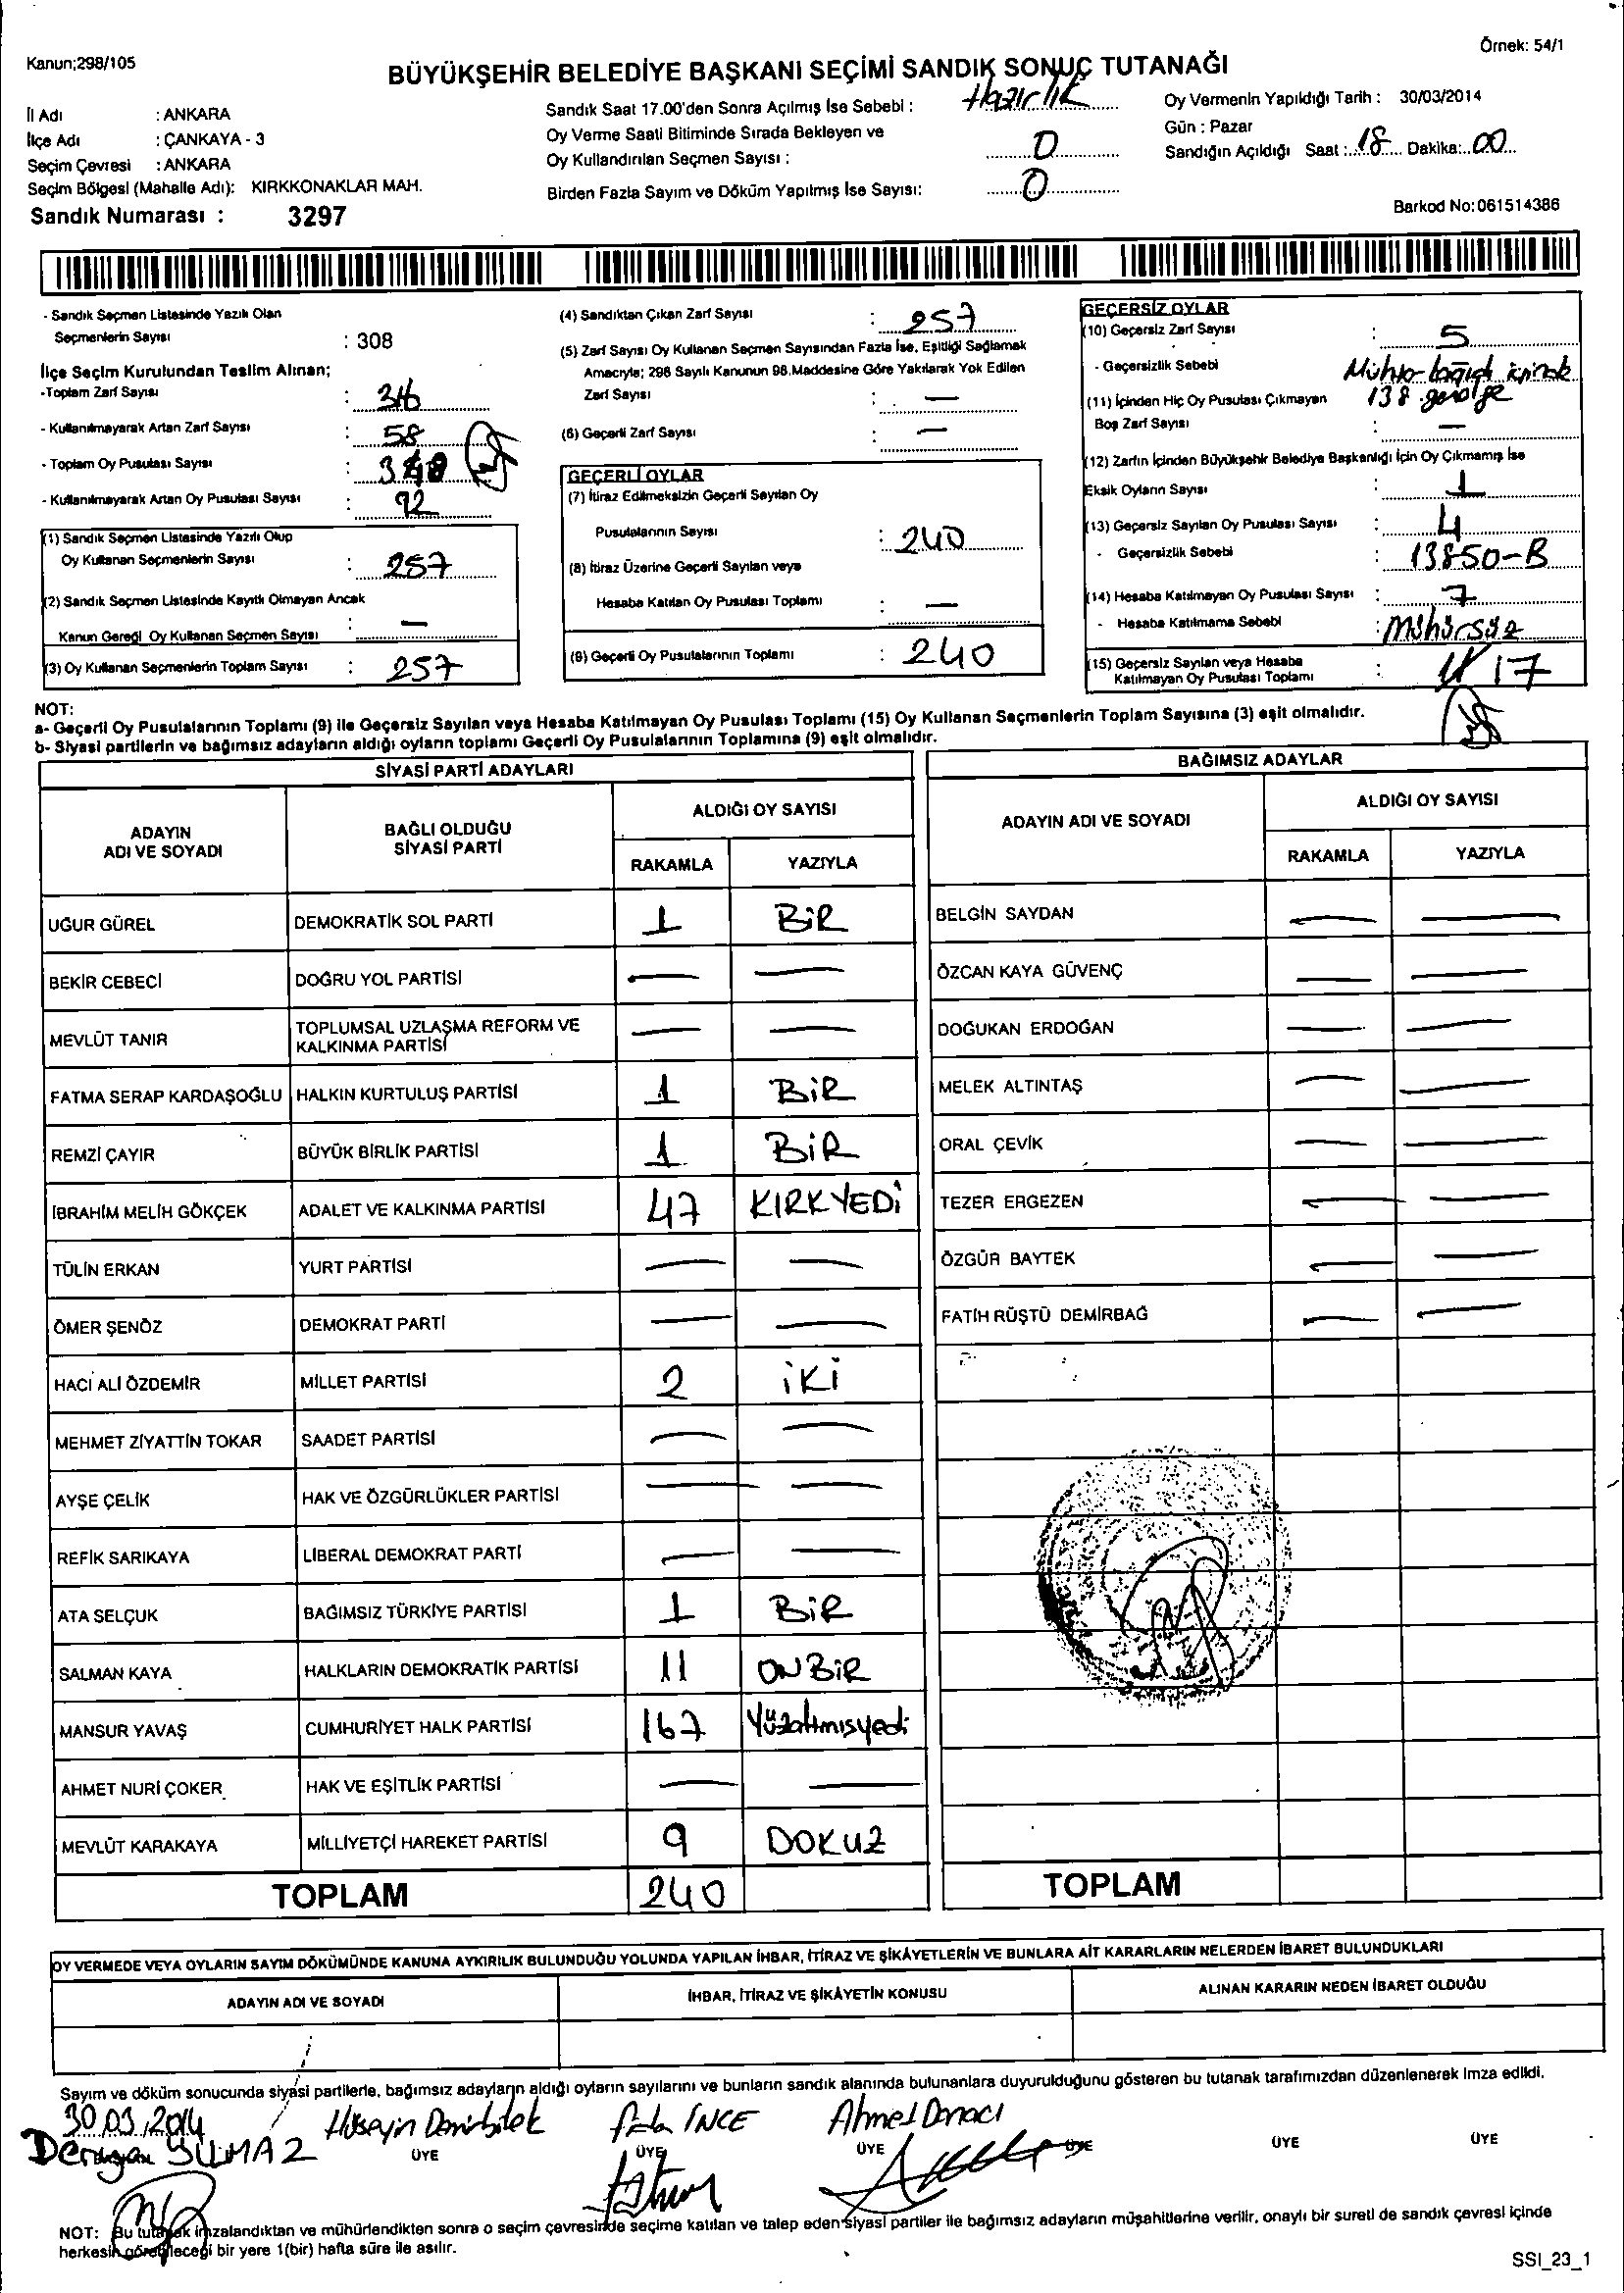 Örnek: 54/1
Kanun;298/105
BÜYÜKŞEHİR BELEDİYE BAŞKANI SEÇİMİ SANDIK SONUÇ TUTANAĞI
İl Adı : ANKARA
İlçe Adı : ÇANKAYA - 3
Seçim Çevresi : ANKARA
Seçim Bölgesi (Mahalle Adı): KIRKKONAKLAR MAH.
Sandık Numarası : 3297
Sandık Saat 17.00'den Sonra Açılmış İse Sebebi : Hazırlık
Oy Verme Saati Bitiminde Sırada Bekleyen ve
Oy Kullandırılan Seçmen Sayısı : 0
Birden Fazla Sayım ve Döküm Yapılmış İse Sayısı: 0
Oy Vermenin Yapıldığı Tarih : 30/03/2014
Gün : Pazar
Sandığın Açıldığı Saat : 18 Dakika: 00
Barkod No:061514386
- Sandık Seçmen Listesinde Yazılı Olan
Seçmenlerin Sayısı : 308
İlçe Seçim Kurulundan Teslim Alınan;
-Toplam Zarf Sayısı : 316
- Kullanılmayarak Artan Zarf Sayısı : 58
- Toplam Oy Pusulası Sayısı :
- Kullanılmayarak Artan Oy Pusulası Sayısı : 92
(1) Sandık Seçmen Listesinde Yazılı Olup
Oy Kullanan Seçmenlerin Sayısı : 257
(2) Sandık Seçmen Listesinde Kayıtlı Olmayan Ancak
Kanun Gereği Oy Kullanan Seçmen Sayısı : —
(3) Oy Kullanan Seçmenlerin Toplam Sayısı : 257
(4) Sandıktan Çıkan Zarf Sayısı : 257
(5) Zarf Sayısı Oy Kullanan Seçmen Sayısından Fazla İse, Eşitliği Sağlamak
Amacıyla; 298 Sayılı Kanunun 98.Maddesine Göre Yakılarak Yok Edilen
Zarf Sayısı : —
(6) Geçerli Zarf Sayısı : —
GEÇERLİ OYLAR
(7) İtiraz Edilmeksizin Geçerli Sayılan Oy
Pusulalarının Sayısı : 240
(8) İtiraz Üzerine Geçerli Sayılan veya
Hesaba Katılan Oy Pusulası Toplamı : —
(9) Geçerli Oy Pusulalarının Toplamı : 240
GEÇERSİZ OYLAR
(10) Geçersiz Zarf Sayısı : 5
- Geçersizlik Sebebi
138 genelge
(11) İçinden Hiç Oy Pusulası Çıkmayan
Boş Zarf Sayısı : —
(12) Zarfın İçinden Büyükşehir Belediye Başkanlığı İçin Oy Çıkmamış İse
Eksik Oyların Sayısı : 1
(13) Geçersiz Sayılan Oy Pusulası Sayısı : 4
- Geçersizlik Sebebi : 13850-B
(14) Hesaba Katılmayan Oy Pusulası Sayısı : 7
- Hesaba Katılmama Sebebi : Mühürsüz
(15) Geçersiz Sayılan veya Hesaba
Katılmayan Oy Pusulası Toplamı : 17
NOT:
a- Geçerli Oy Pusulalarının Toplamı (9) ile Geçersiz Sayılan veya Hesaba Katılmayan Oy Pusulası Toplamı (15) Oy Kullanan Seçmenlerin Toplam Sayısına (3) eşit olmalıdır.
b- Siyasi partilerin ve bağımsız adayların aldığı oyların toplamı Geçerli Oy Pusulalarının Toplamına (9) eşit olmalıdır.
SİYASİ PARTİ ADAYLARI
ADAYIN ADI VE SOYADI BAĞLI OLDUĞU SİYASİ PARTİ ALDIĞI OY SAYISI
RAKAMLA YAZIYLA
UĞUR GÜREL DEMOKRATİK SOL PARTİ 1 BİR
BEKİR CEBECİ DOĞRU YOL PARTİSİ — —
MEVLÜT TANIR TOPLUMSAL UZLAŞMA REFORM VE KALKINMA PARTİSİ — —
FATMA SERAP KARDAŞOĞLU HALKIN KURTULUŞ PARTİSİ 1 BİR
REMZİ ÇAYIR BÜYÜK BİRLİK PARTİSİ 1 BİR
İBRAHİM MELİH GÖKÇEK ADALET VE KALKINMA PARTİSİ 47 KIRKYEDİ
TÜLİN ERKAN YURT PARTİSİ — —
ÖMER ŞENÖZ DEMOKRAT PARTİ — —
HACI ALİ ÖZDEMİR MİLLET PARTİSİ 2 İKİ
MEHMET ZİYATTİN TOKAR SAADET PARTİSİ — —
AYŞE ÇELİK HAK VE ÖZGÜRLÜKLER PARTİSİ — —
REFİK SARIKAYA LİBERAL DEMOKRAT PARTİ — —
ATA SELÇUK BAĞIMSIZ TÜRKİYE PARTİSİ 1 BİR
SALMAN KAYA HALKLARIN DEMOKRATİK PARTİSİ 11 ONBİR
MANSUR YAVAŞ CUMHURİYET HALK PARTİSİ 167 Yüzaltmışyedi
AHMET NURİ ÇOKER HAK VE EŞİTLİK PARTİSİ — —
MEVLÜT KARAKAYA MİLLİYETÇİ HAREKET PARTİSİ 9 DOKUZ
TOPLAM 240
BAĞIMSIZ ADAYLAR
ADAYIN ADI VE SOYADI ALDIĞI OY SAYISI
RAKAMLA YAZIYLA
BELGİN SAYDAN — —
ÖZCAN KAYA GÜVENÇ — —
DOĞUKAN ERDOĞAN — —
MELEK ALTINTAŞ — —
ORAL ÇEVİK — —
TEZER ERGEZEN — —
ÖZGÜR BAYTEK — —
FATİH RÜŞTÜ DEMİRBAĞ — —
TOPLAM
OY VERMEDE VEYA OYLARIN SAYIM DÖKÜMÜNDE KANUNA AYKIRILIK BULUNDUĞU YOLUNDA YAPILAN İHBAR, İTİRAZ VE ŞİKÂYETLERİN VE BUNLARA AİT KARARLARIN NELERDEN İBARET BULUNDUKLARI
ADAYIN ADI VE SOYADI İHBAR, İTİRAZ VE ŞİKÂYETİN KONUSU ALINAN KARARIN NEDEN İBARET OLDUĞU
Sayım ve döküm sonucunda siyasi partilerle, bağımsız adayların aldığı oyların sayılarını ve bunların sandık alanında bulunanlara duyurulduğunu gösteren bu tutanak tarafımızdan düzenlenerek imza edildi.
30.03.2014 Hüseyin Demirbilek İNCE Ahmet
YILMAZ ÜYE ÜYE ÜYE ÜYE ÜYE ÜYE
NOT: Bu tutanak imzalandıktan ve mühürlendikten sonra o seçim çevresinde seçime katılan ve talep eden siyasi partiler ile bağımsız adayların müşahitlerine verilir, onaylı bir sureti de sandık çevresi içinde
herkesin görebileceği bir yere 1(bir) hafta süre ile asılır.
SSI_23_1